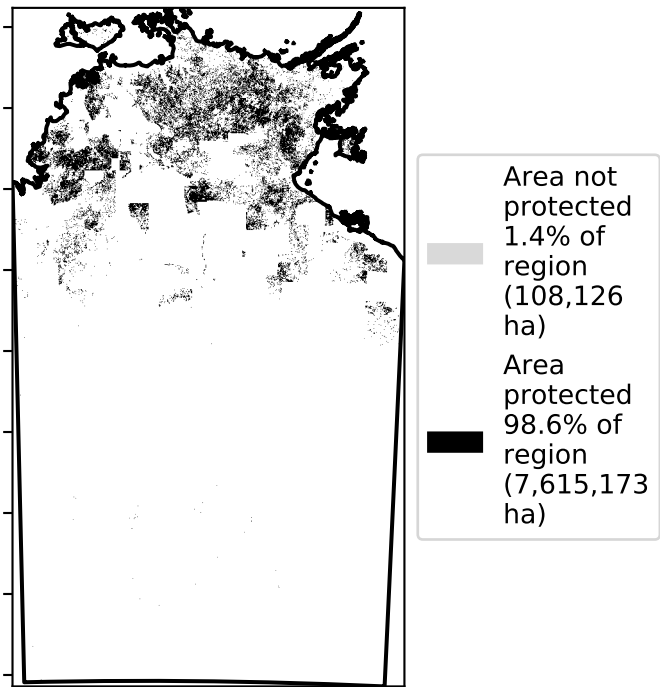 Area not
protected
1.4% of
region
(108,126
ha)
Area
protected
98.6% of
region
(7,615,173
ha)